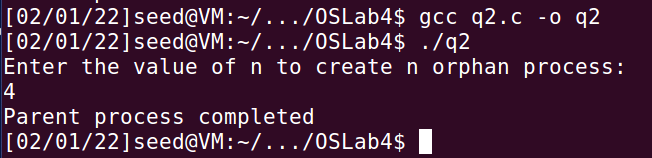 [02/01/22]seed@VM:~/.../OSLab4$ gcc q2.c -o q2
[02/01/22]seed@VM:~/.../OSLab4$ ./q2
Enter the value of n to create n orphan process:
4
Parent process completed
[02/01/22]seed@VM:~/.../OSLab4$